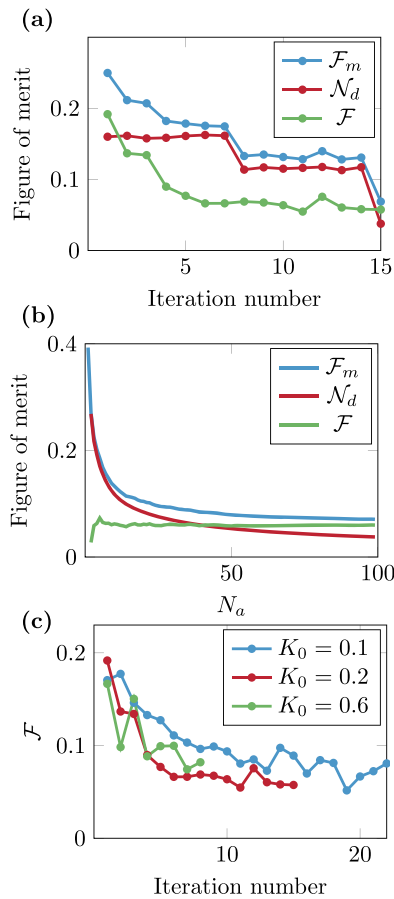 (a)
Figure of merit
0.2
0.1
0
ℱₘ
𝒩_d
ℱ
5
10
15
Iteration number
(b)
Figure of merit
0.4
0.2
0
ℱₘ
𝒩_d
ℱ
50
100
Nₐ
(c)
ℱ
0.2
0.1
0
K₀ = 0.1
K₀ = 0.2
K₀ = 0.6
10
20
Iteration number